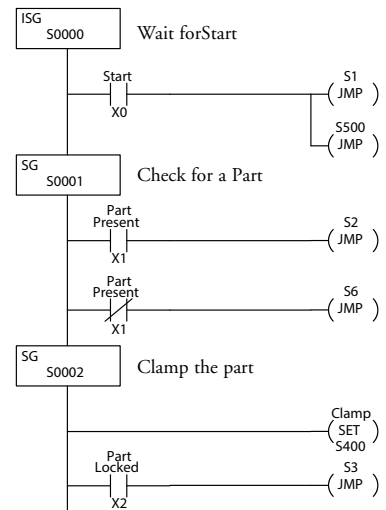 ISG
S0000
Wait forStart
Start
X0
S1
JMP
S500
JMP
SG
S0001
Check for a Part
Part
Present
X1
S2
JMP
Part
Present
X1
S6
JMP
SG
S0002
Clamp the part
Clamp
SET
S400
Part
Locked
X2
S3
JMP